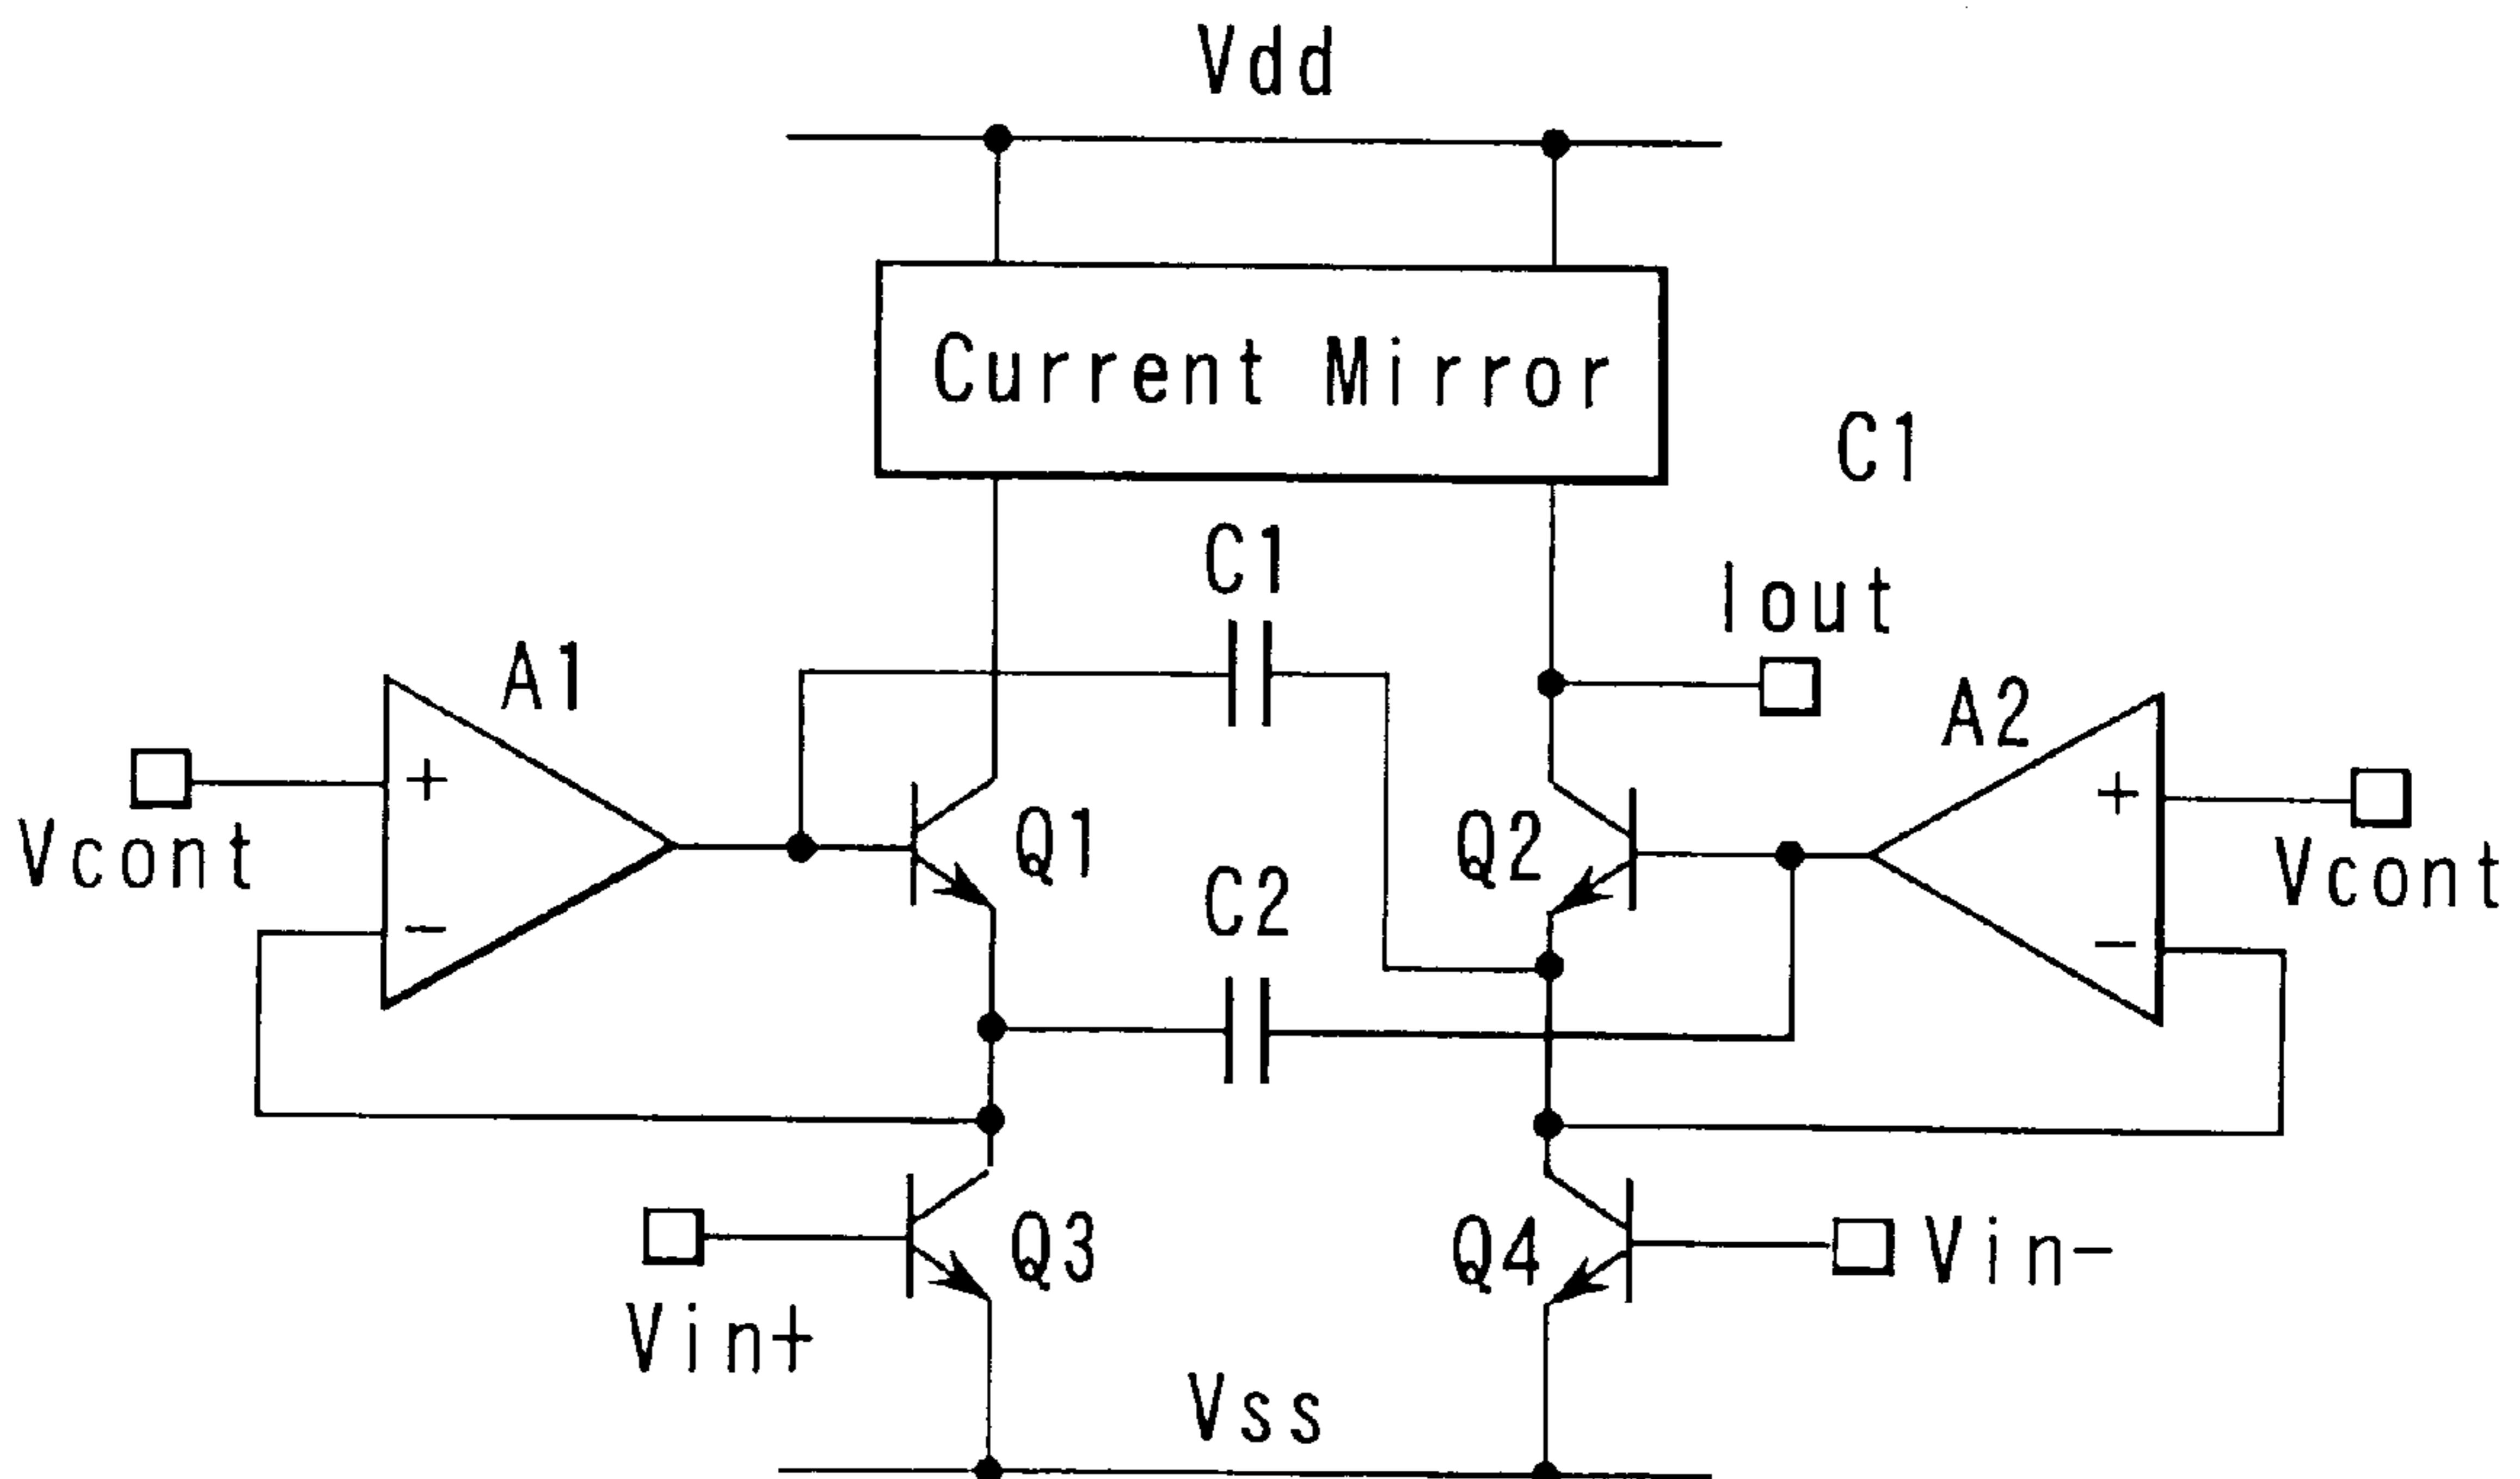 Vdd
Current Mirror
C1
C1
Iout
A1
A2
+
+
Vcont
Q1
Q2
Vcont
C2
-
-
Q3
Q4
Vin-
Vin+
Vss